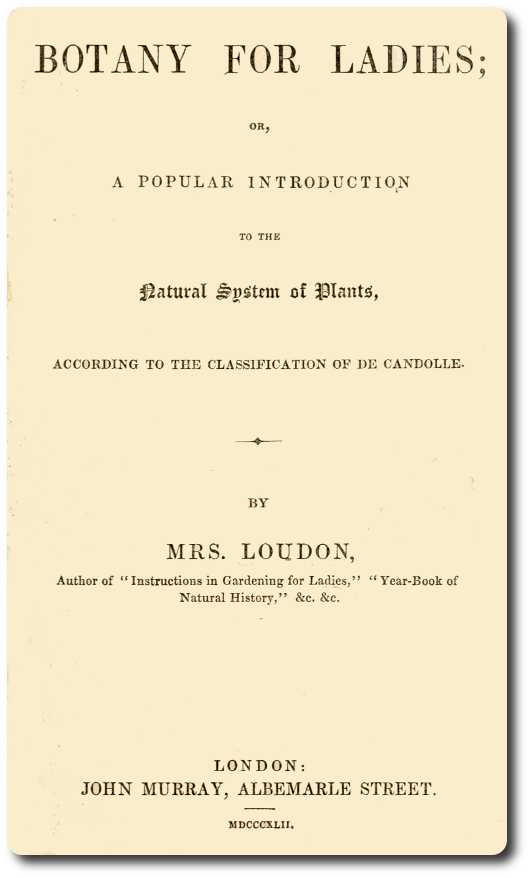 BOTANY FOR LADIES;
OR,
A POPULAR INTRODUCTION
TO THE
Natural System of Plants,
ACCORDING TO THE CLASSIFICATION OF DE CANDOLLE.
BY
MRS. LOUDON,
Author of "Instructions in Gardening for Ladies," "Year-Book of
Natural History," &c. &c.
LONDON:
JOHN MURRAY, ALBEMARLE STREET.
MDCCCXLII.